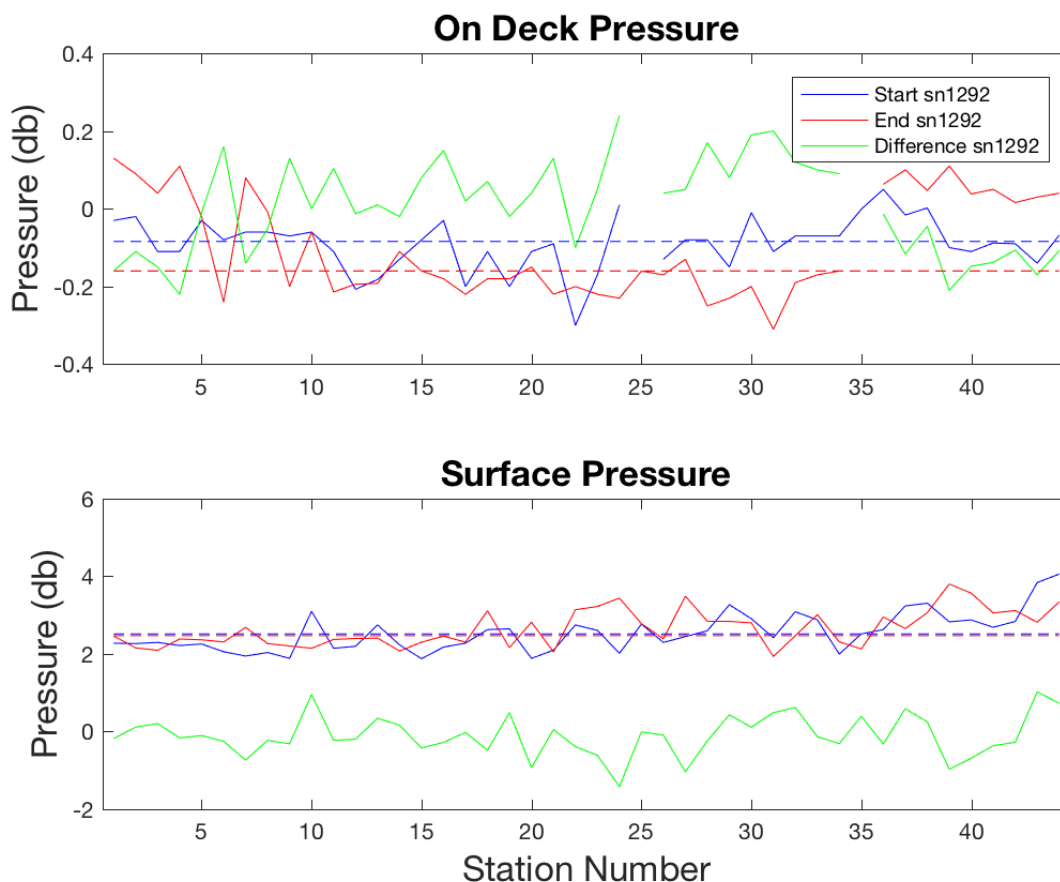 On Deck Pressure
Pressure (db)
0.4
0.2
0
-0.2
-0.4
Start sn1292
End sn1292
Difference sn1292
5 10 15 20 25 30 35 40
Surface Pressure
Pressure (db)
6
4
2
0
-2
5 10 15 20 25 30 35 40
Station Number